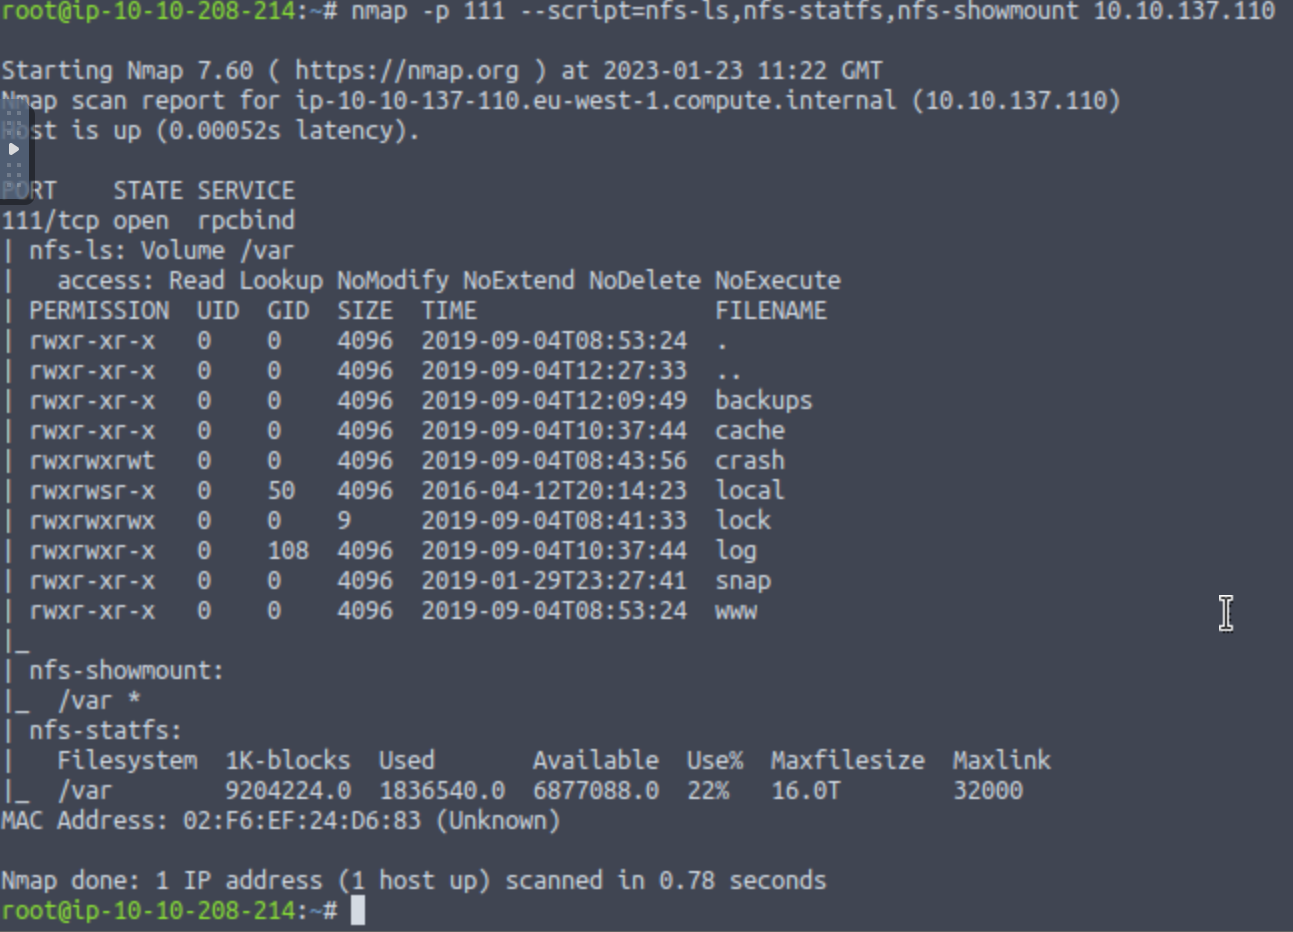 root@ip-10-10-208-214:~# nmap -p 111 --script=nfs-ls,nfs-statfs,nfs-showmount 10.10.137.110
Starting Nmap 7.60 ( https://nmap.org ) at 2023-01-23 11:22 GMT
Nmap scan report for ip-10-10-137-110.eu-west-1.compute.internal (10.10.137.110)
Host is up (0.00052s latency).
PORT    STATE SERVICE
111/tcp open  rpcbind
| nfs-ls: Volume /var
|   access: Read Lookup NoModify NoExtend NoDelete NoExecute
| PERMISSION  UID  GID  SIZE  TIME                 FILENAME
| rwxr-xr-x   0    0    4096  2019-09-04T08:53:24  .
| rwxr-xr-x   0    0    4096  2019-09-04T12:27:33  ..
| rwxr-xr-x   0    0    4096  2019-09-04T12:09:49  backups
| rwxr-xr-x   0    0    4096  2019-09-04T10:37:44  cache
| rwxrwxrwt   0    0    4096  2019-09-04T08:43:56  crash
| rwxrwsr-x   0    50   4096  2016-04-12T20:14:23  local
| rwxrwxrwx   0    0    9     2019-09-04T08:41:33  lock
| rwxrwxr-x   0    108  4096  2019-09-04T10:37:44  log
| rwxr-xr-x   0    0    4096  2019-01-29T23:27:41  snap
| rwxr-xr-x   0    0    4096  2019-09-04T08:53:24  www
|_
| nfs-showmount:
|_  /var *
| nfs-statfs:
|   Filesystem  1K-blocks  Used       Available  Use%  Maxfilesize  Maxlink
|_  /var        9204224.0  1836540.0  6877088.0  22%   16.0T        32000
MAC Address: 02:F6:EF:24:D6:83 (Unknown)
Nmap done: 1 IP address (1 host up) scanned in 0.78 seconds
root@ip-10-10-208-214:~#